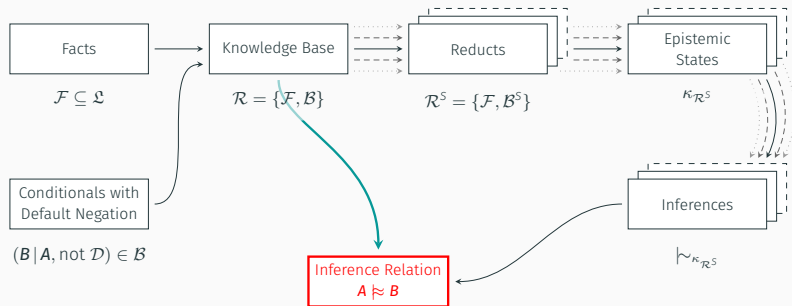 Facts
Knowledge Base
Reducts
Epistemic
States
ℱ ⊆ 𝔏
ℛ = {ℱ, ℬ}
ℛ^S = {ℱ, ℬ^S}
κ_{ℛ^S}
Conditionals with
Default Negation
Inferences
(B | A, not 𝒟) ∈ ℬ
|~_{κ_{ℛ^S}}
Inference Relation
A |≈ B